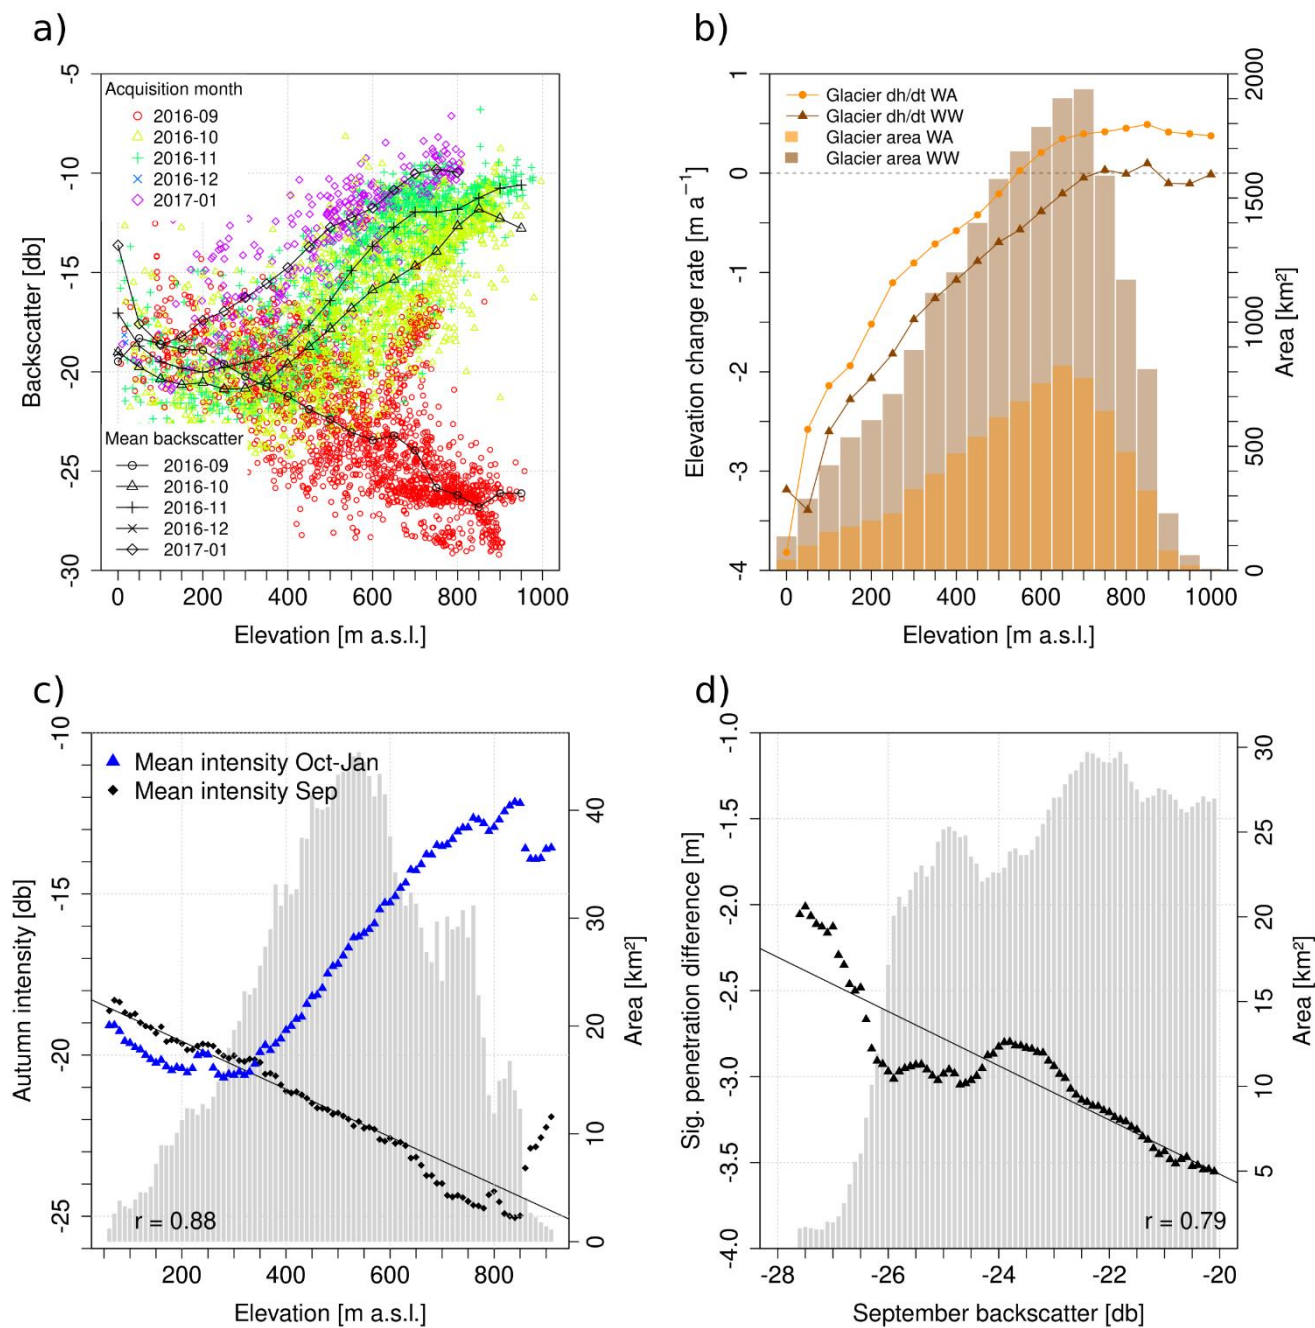 a)
Acquisition month
2016-09
2016-10
2016-11
2016-12
2017-01
Mean backscatter
2016-09
2016-10
2016-11
2016-12
2017-01
-5
-10
-15
-20
-25
-30
Backscatter [db]
0 200 400 600 800 1000
Elevation [m a.s.l.]
b)
Glacier dh/dt WA
Glacier dh/dt WW
Glacier area WA
Glacier area WW
1
0
-1
-2
-3
-4
Elevation change rate [m a⁻¹]
2000
1500
1000
500
0
Area [km²]
0 200 400 600 800 1000
Elevation [m a.s.l.]
c)
Mean intensity Oct-Jan
Mean intensity Sep
-10
-15
-20
-25
Autumn intensity [db]
40
30
20
10
0
Area [km²]
r = 0.88
200 400 600 800
Elevation [m a.s.l.]
d)
-1.0
-1.5
-2.0
-2.5
-3.0
-3.5
-4.0
Sig. penetration difference [m]
30
25
20
15
10
5
Area [km²]
r = 0.79
-28 -26 -24 -22 -20
September backscatter [db]